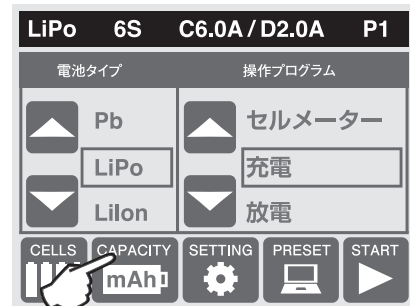 LiPo 6S C6.0A / D2.0A P1
電池タイプ 操作プログラム
Pb セルメーター
LiPo 充電
LiIon 放電
CELLS CAPACITY SETTING PRESET START
mAh